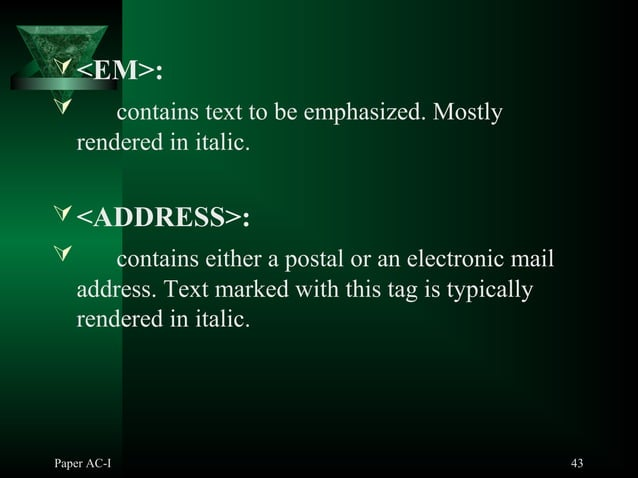 <EM>:
contains text to be emphasized. Mostly
rendered in italic.
<ADDRESS>:
contains either a postal or an electronic mail
address. Text marked with this tag is typically
rendered in italic.
Paper AC-I
43